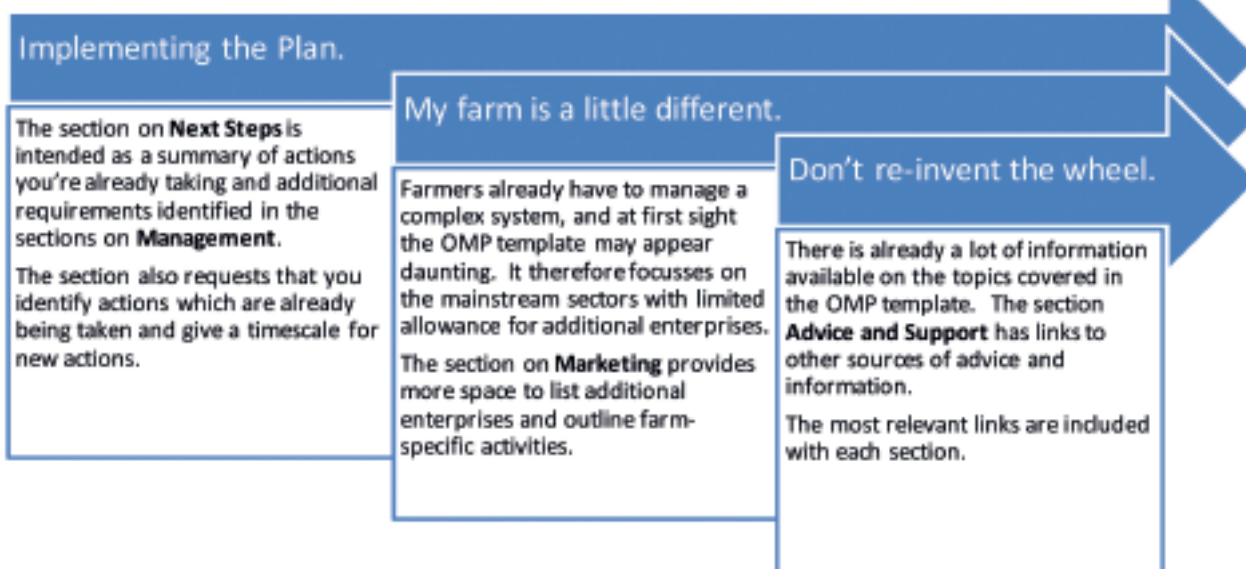 Implementing the Plan.
The section on Next Steps is
intended as a summary of actions
you're already taking and additional
requirements identified in the
sections on Management.
The section also requests that you
identify actions which are already
being taken and give a timescale for
new actions.
My farm is a little different.
Farmers already have to manage a
complex system, and at first sight
the OMP template may appear
daunting. It therefore focusses on
the mainstream sectors with limited
allowance for additional enterprises.
The section on Marketing provides
more space to list additional
enterprises and outline farm-
specific activities.
Don't re-invent the wheel.
There is already a lot of information
available on the topics covered in
the OMP template. The section
Advice and Support has links to
other sources of advice and
information.
The most relevant links are included
with each section.